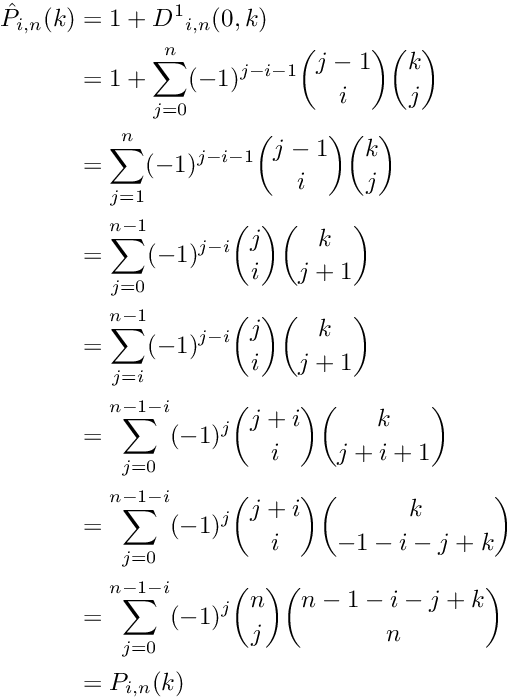 \hat{P}_{i,n}(k) = 1 + D^1{}_{i,n}(0, k)
= 1 + \sum_{j=0}^{n} (-1)^{j-i-1} \binom{j-1}{i} \binom{k}{j}
= \sum_{j=1}^{n} (-1)^{j-i-1} \binom{j-1}{i} \binom{k}{j}
= \sum_{j=0}^{n-1} (-1)^{j-i} \binom{j}{i} \binom{k}{j+1}
= \sum_{j=i}^{n-1} (-1)^{j-i} \binom{j}{i} \binom{k}{j+1}
= \sum_{j=0}^{n-1-i} (-1)^{j} \binom{j+i}{i} \binom{k}{j+i+1}
= \sum_{j=0}^{n-1-i} (-1)^{j} \binom{j+i}{i} \binom{k}{-1-i-j+k}
= \sum_{j=0}^{n-1-i} (-1)^{j} \binom{n}{j} \binom{n-1-i-j+k}{n}
= P_{i,n}(k)